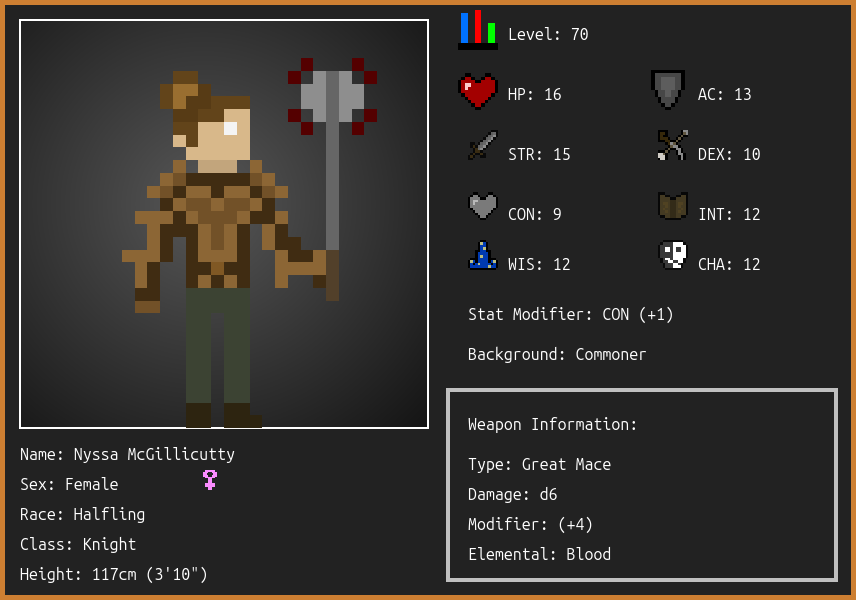 Level: 70
HP: 16
AC: 13
STR: 15
DEX: 10
CON: 9
INT: 12
WIS: 12
CHA: 12
Stat Modifier: CON (+1)
Background: Commoner
Weapon Information:
Type: Great Mace
Damage: d6
Modifier: (+4)
Elemental: Blood
Name: Nyssa McGillicutty
Sex: Female
Race: Halfling
Class: Knight
Height: 117cm (3'10")